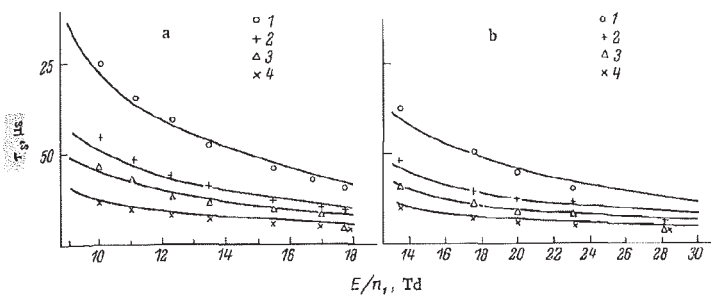 a
○ 1
+ 2
△ 3
× 4
b
○ 1
+ 2
△ 3
× 4
25
50
τs, μs
10 12 14 16 18
14 16 18 20 22 24 26 28 30
E/n₁, Td